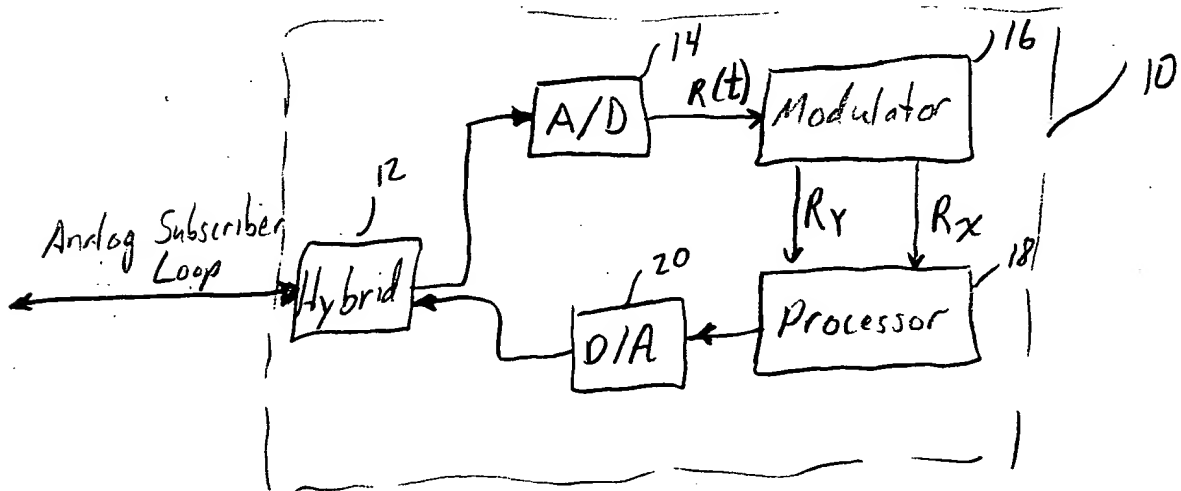 14
16
10
A/D
R(t)
Modulator
12
Analog Subscriber
Loop
RY
RX
Hybrid
20
18
D/A
Processor